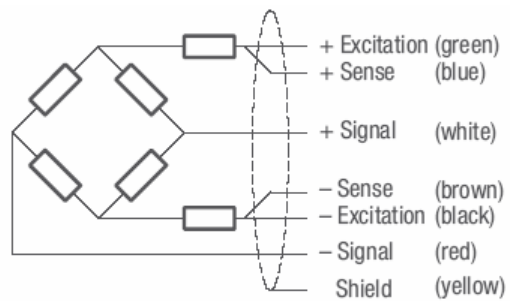 + Excitation (green)
+ Sense (blue)
+ Signal (white)
– Sense (brown)
– Excitation (black)
– Signal (red)
Shield (yellow)